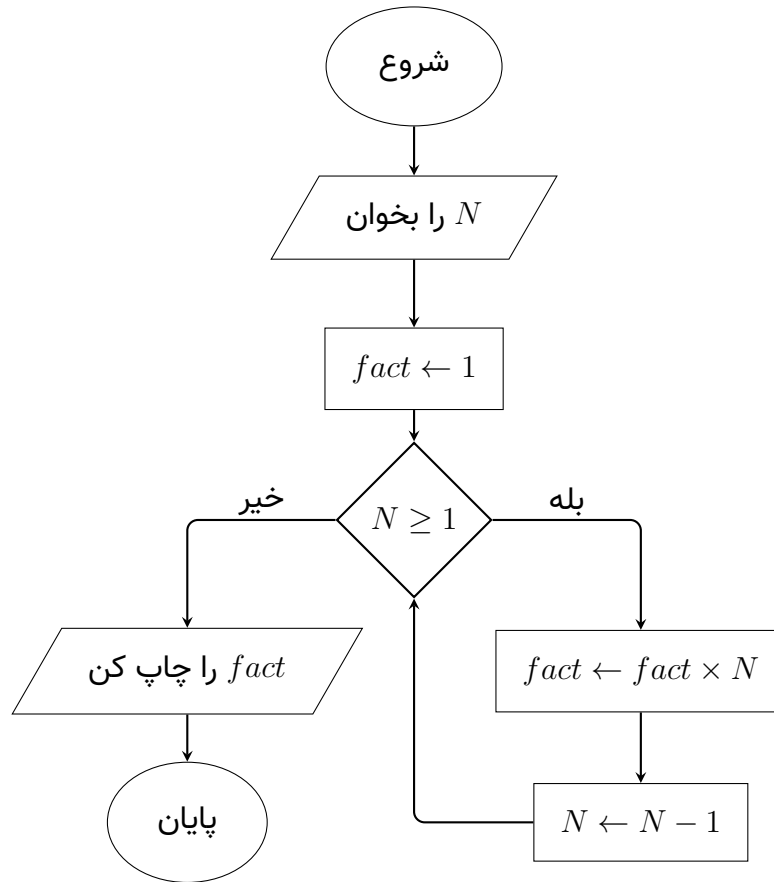 شروع
N را بخوان
fact ← 1
N ≥ 1
خیر
بله
fact را چاپ کن
fact ← fact × N
پایان
N ← N − 1